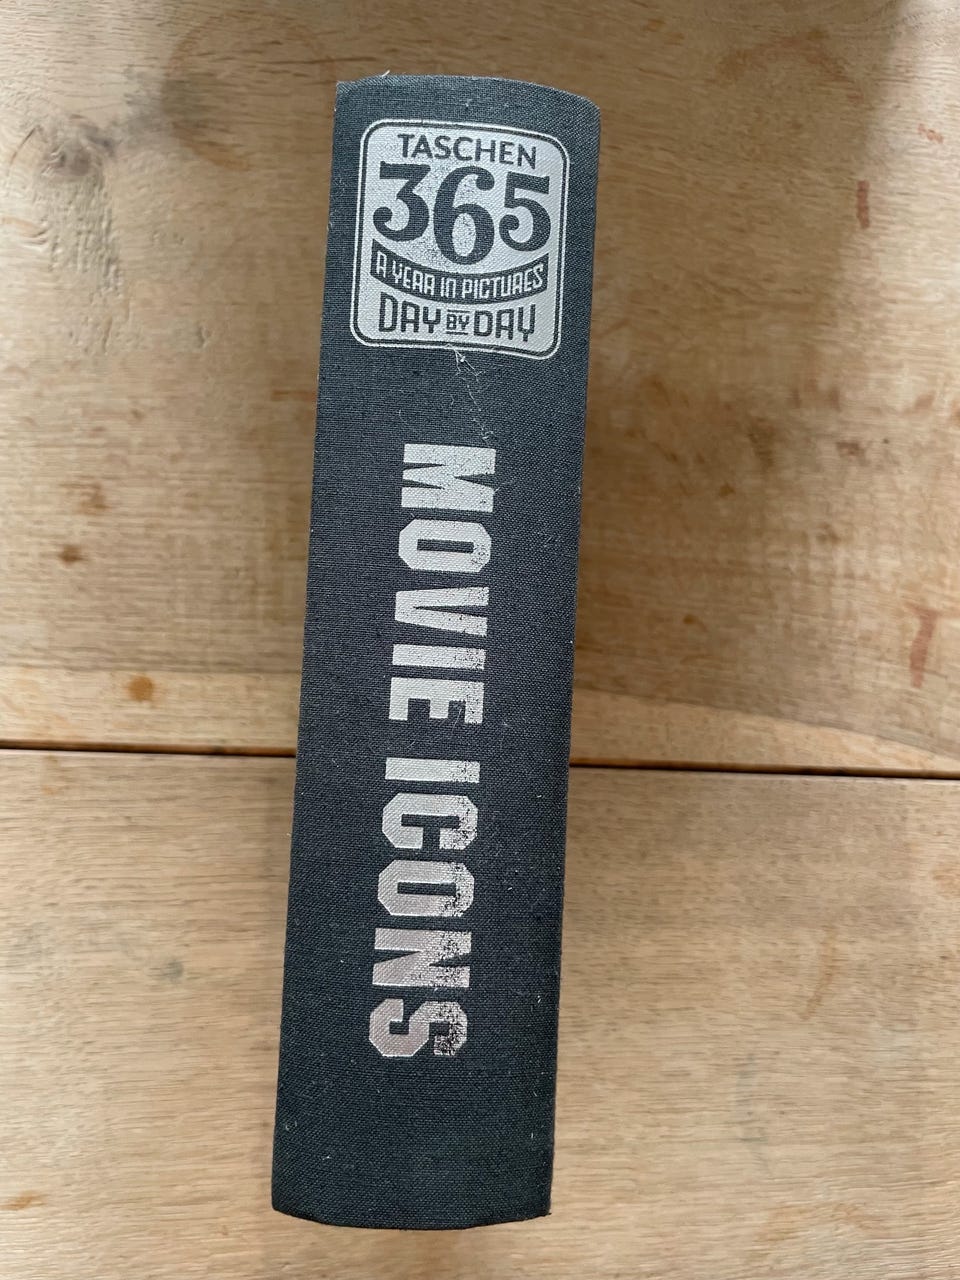 TASCHEN
365
A YEAR IN PICTURES
DAY BY DAY
MOVIE ICONS